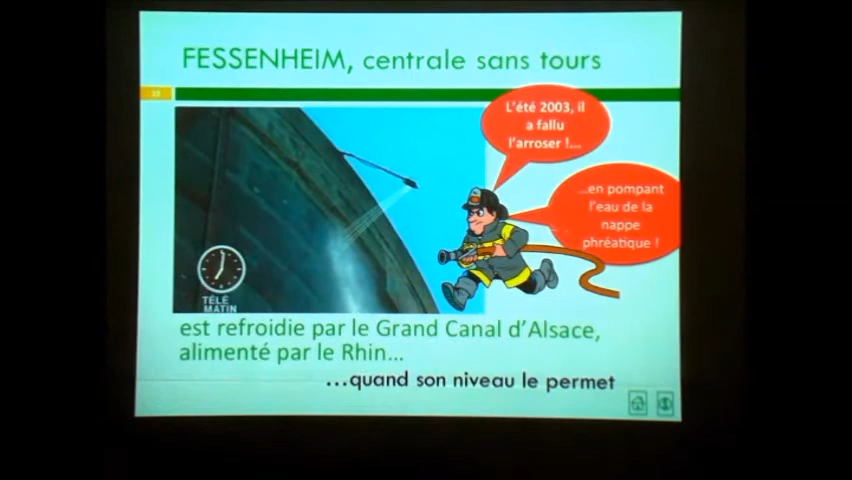 FESSENHEIM, centrale sans tours
L'été 2003, il
a fallu
l'arroser !...
...en pompant
l'eau de la
nappe
phréatique !
TÉLÉ
MATIN
est refroidie par le Grand Canal d'Alsace,
alimenté par le Rhin...
...quand son niveau le permet